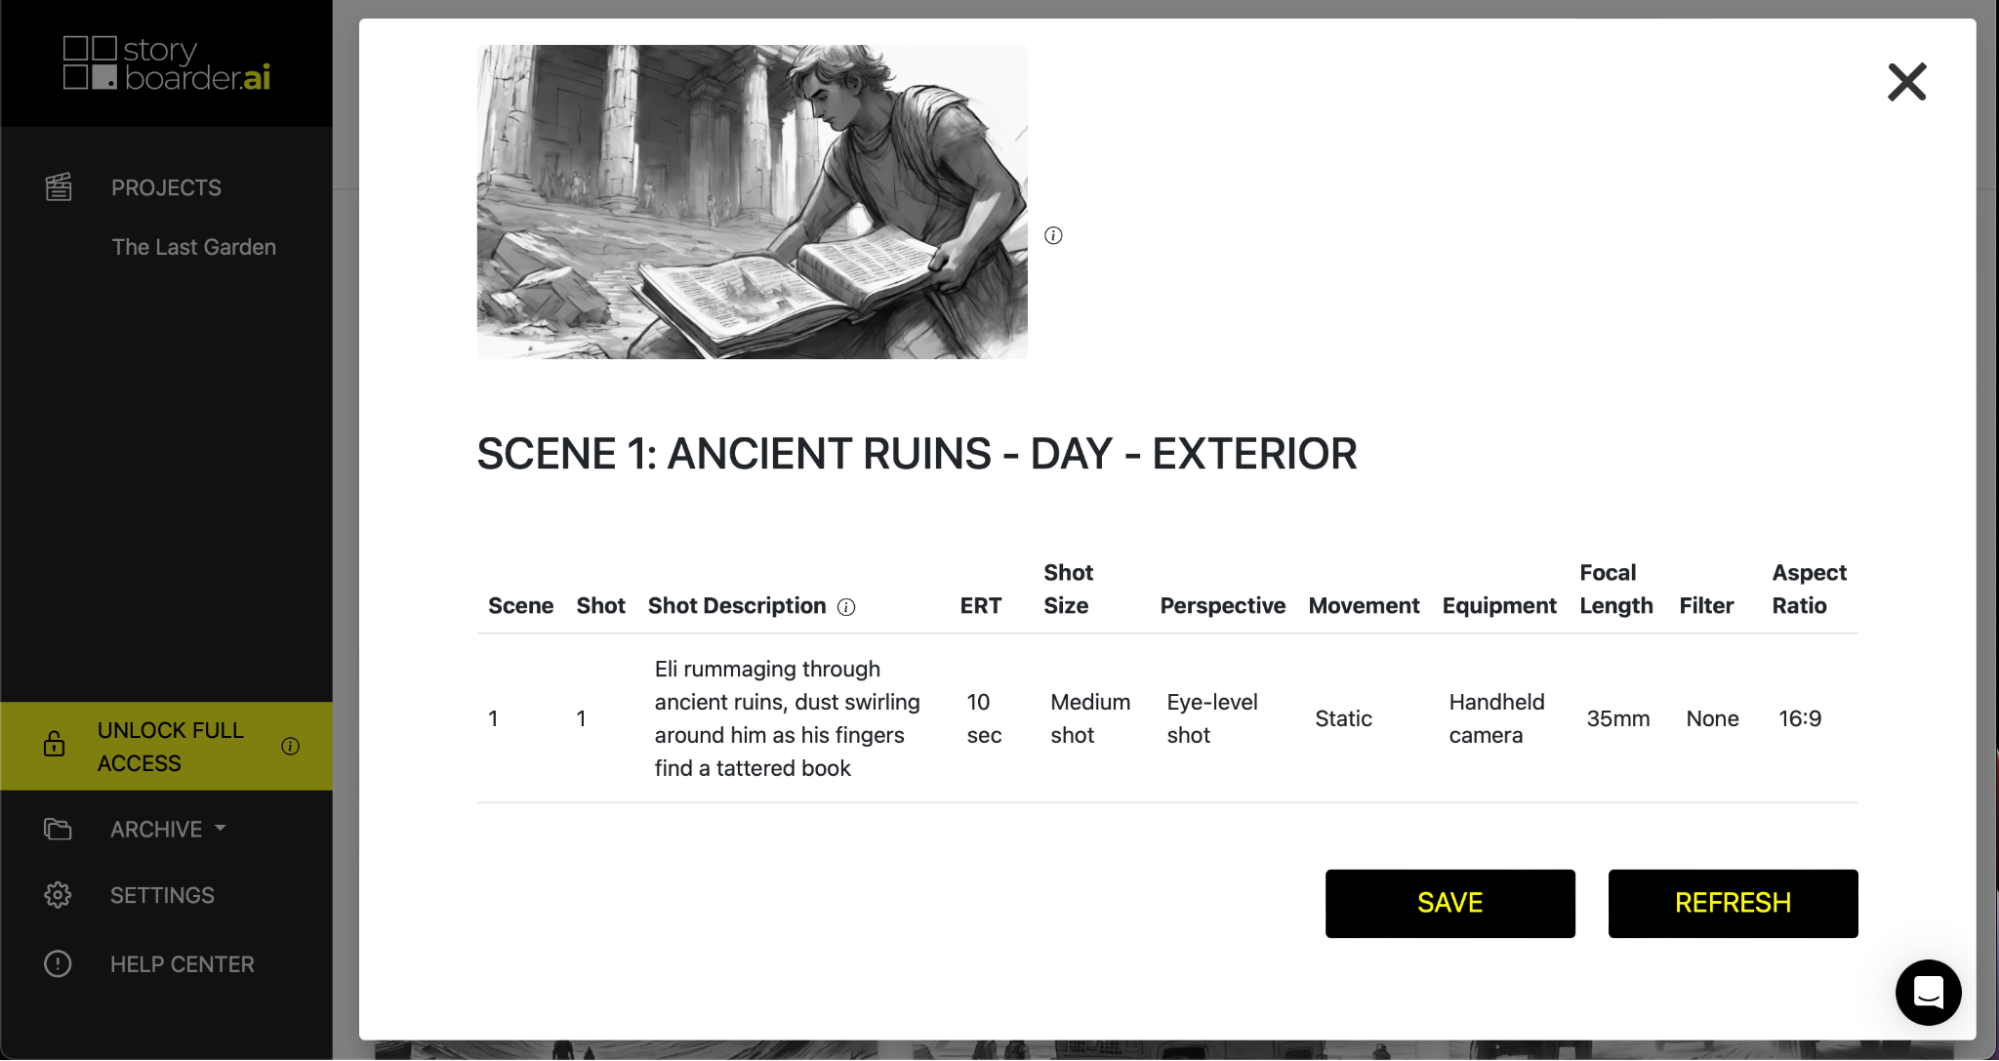 story
boarder.ai
PROJECTS
The Last Garden
UNLOCK FULL
ACCESS
ARCHIVE
SETTINGS
HELP CENTER
SCENE 1: ANCIENT RUINS - DAY - EXTERIOR
Scene Shot Shot Description ERT Shot Size Perspective Movement Equipment Focal Length Filter Aspect Ratio
1 1 Eli rummaging through
ancient ruins, dust swirling
around him as his fingers
find a tattered book
10
sec
Medium
shot
Eye-level
shot
Static
Handheld
camera
35mm
None
16:9
SAVE
REFRESH